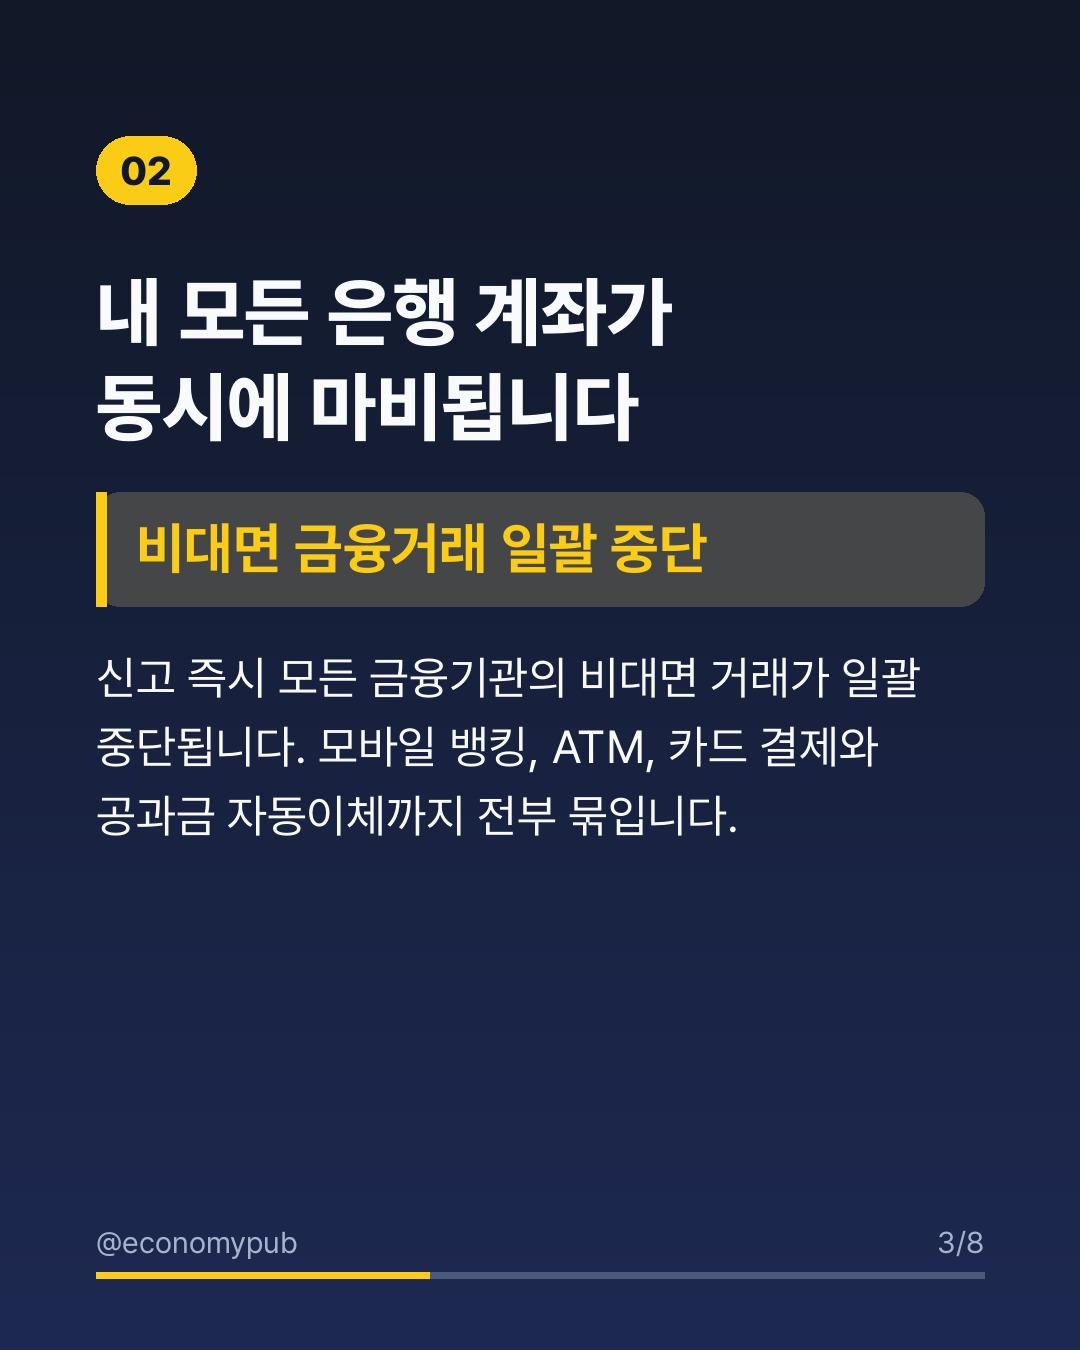 02
내 모든 은행 계좌가
동시에 마비됩니다
비대면 금융거래 일괄 중단
신고 즉시 모든 금융기관의 비대면 거래가 일괄
중단됩니다. 모바일 뱅킹, ATM, 카드 결제와
공과금 자동이체까지 전부 묶입니다.
@economypub
3/8